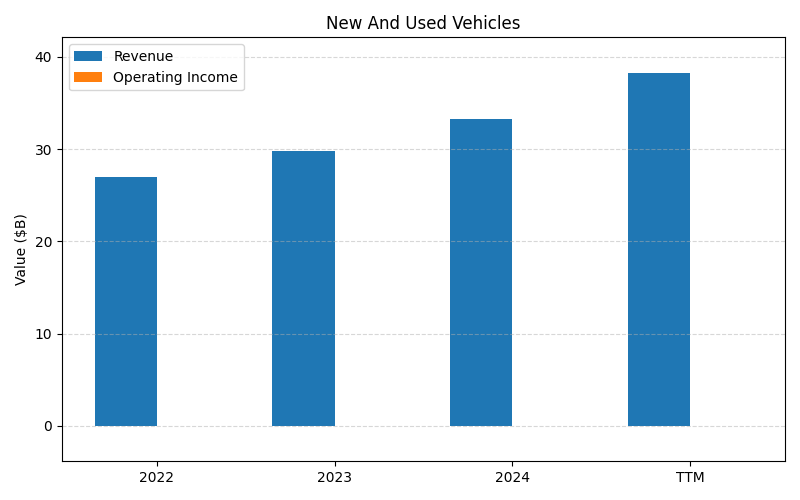 New And Used Vehicles
Revenue
Operating Income
Value ($B)
40
30
20
10
0
2022 2023 2024 TTM